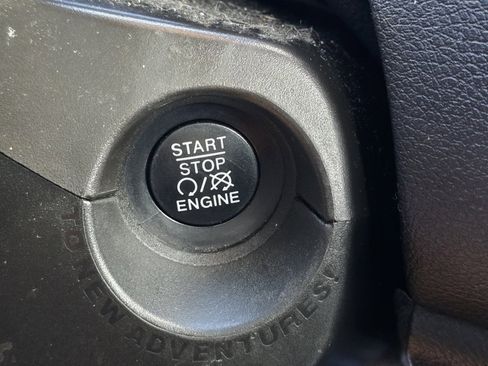 START
STOP
ENGINE
TO NEW ADVENTURES!